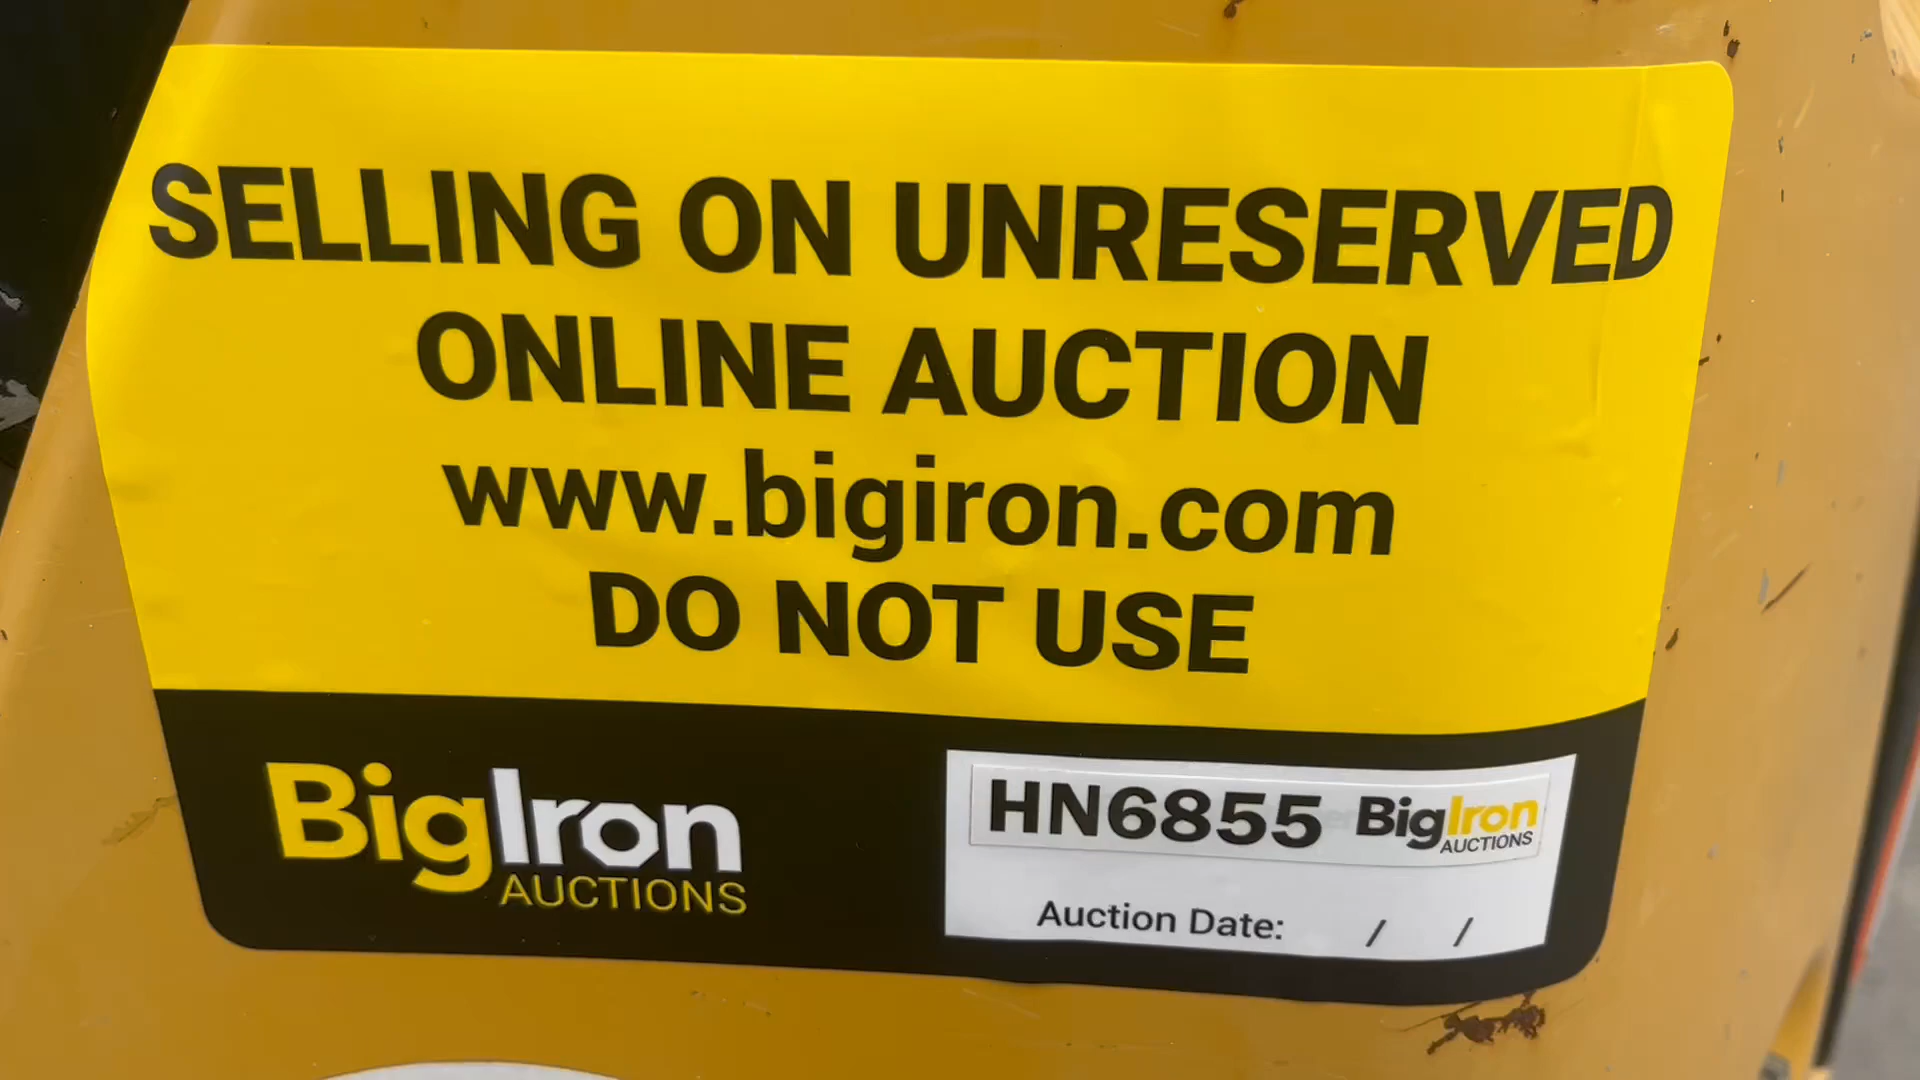 SELLING ON UNRESERVED
ONLINE AUCTION
www.bigiron.com
DO NOT USE
BigIron
AUCTIONS
HN6855 BigIron
AUCTIONS
Auction Date: / /